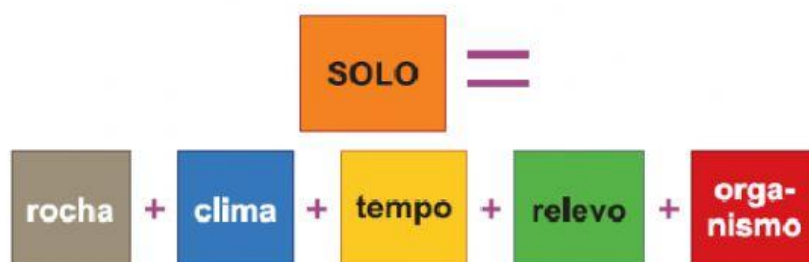 SOLO =
rocha + clima + tempo + relevo + orga-
nismo